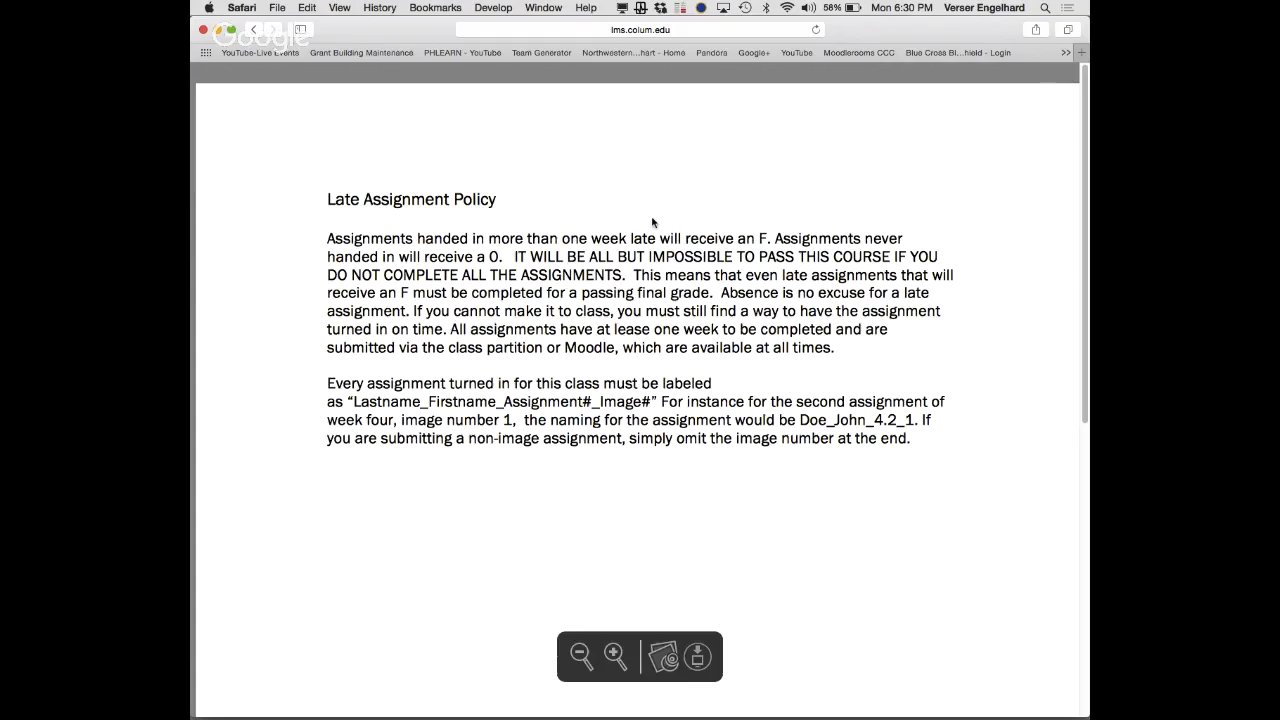 Safari File Edit View History Bookmarks Develop Window Help 58% Mon 6:30 PM Verser Engelhard
Google
lms.colum.edu
YouTube-Live Events Grant Building Maintenance PHLEARN - YouTube Team Generator Northwestern...hart - Home Pandora Google+ YouTube Moodlerooms CCC Blue Cross Bl...hield - Login >>
Late Assignment Policy
Assignments handed in more than one week late will receive an F. Assignments never
handed in will receive a 0. IT WILL BE ALL BUT IMPOSSIBLE TO PASS THIS COURSE IF YOU
DO NOT COMPLETE ALL THE ASSIGNMENTS. This means that even late assignments that will
receive an F must be completed for a passing final grade. Absence is no excuse for a late
assignment. If you cannot make it to class, you must still find a way to have the assignment
turned in on time. All assignments have at lease one week to be completed and are
submitted via the class partition or Moodle, which are available at all times.
Every assignment turned in for this class must be labeled
as “Lastname_Firstname_Assignment#_Image#” For instance for the second assignment of
week four, image number 1, the naming for the assignment would be Doe_John_4.2_1. If
you are submitting a non-image assignment, simply omit the image number at the end.